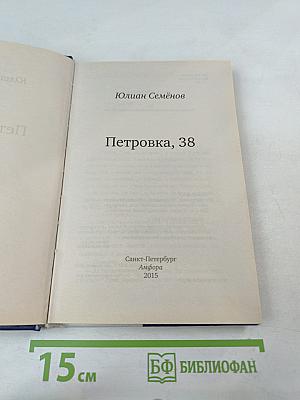 Юлиан Семёнов
Петровка, 38
Санкт-Петербург
Амфора
2015
15 см
БФ БИБЛИОФАН